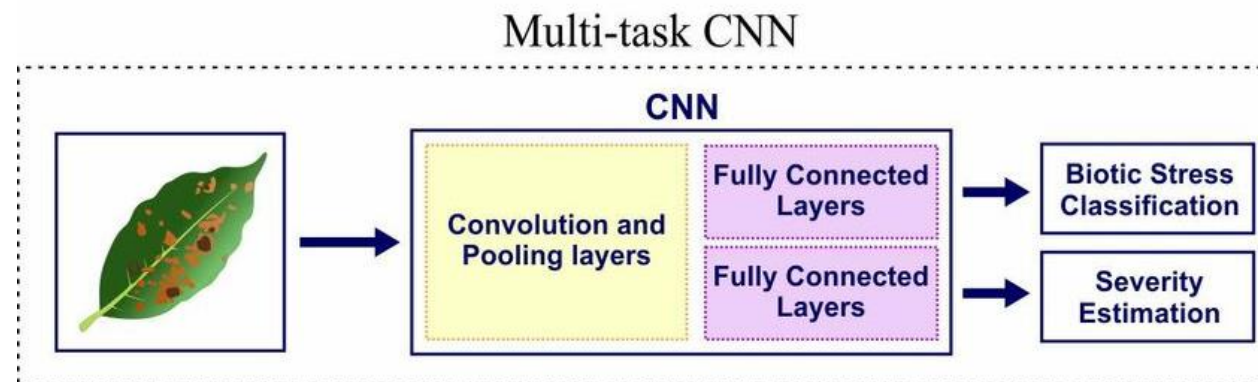 Multi-task CNN
CNN
Convolution and
Pooling layers
Fully Connected
Layers
Fully Connected
Layers
Biotic Stress
Classification
Severity
Estimation